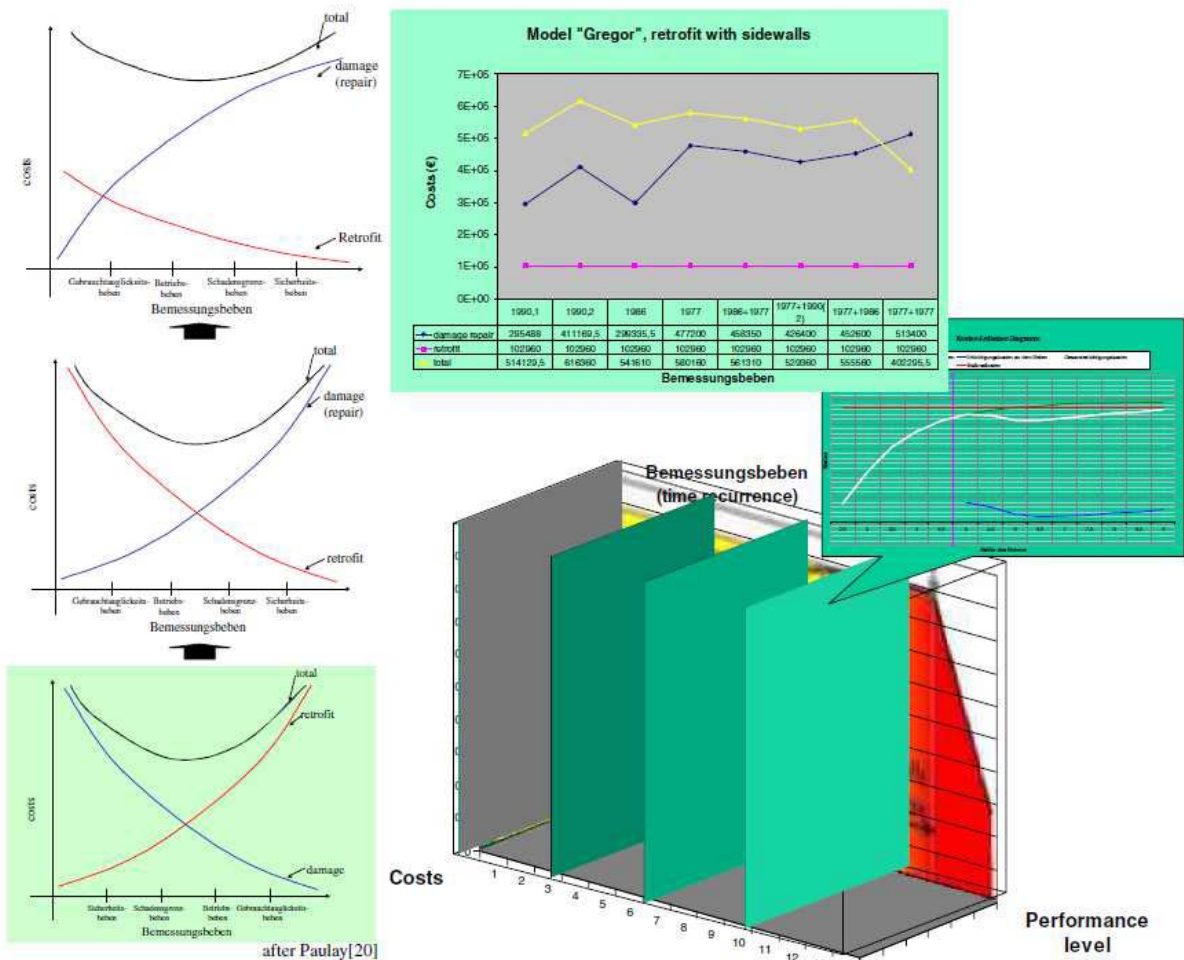 total
damage
(repair)
costs
Retrofit
Gebrauchtauglickeits-
beben
Betriebs-
beben
Schadensgrenz-
beben
Sicherheits-
beben
Bemessungsbeben
total
damage
(repair)
costs
retrofit
Gebrauchtauglickeits-
beben
Betriebs-
beben
Schadensgrenz-
beben
Sicherheits-
beben
Bemessungsbeben
total
retrofit
costs
damage
Sicherheits-
beben
Schadensgrenz-
beben
Betriebs-
beben
Gebrauchtauglickeits-
beben
Bemessungsbeben
after Paulay[20]
Model "Gregor", retrofit with sidewalls
Costs (€)
7E+05
6E+05
5E+05
4E+05
3E+05
2E+05
1E+05
0E+00
1990,1 1990,2 1986 1977 1986+1977 1977+1990(2) 1977+1986 1977+1977
damage repair 295488 411169,5 299335,5 477200 458350 426400 452600 513400
retrofit 102960 102960 102960 102960 102960 102960 102960 102960
total 514129,5 616360 541610 580160 561310 529360 555560 402295,5
Bemessungsbeben
Bemessungsbeben
(time recurrence)
Costs
1 2 3 4 5 6 7 8 9 10 11 12
Performance
level